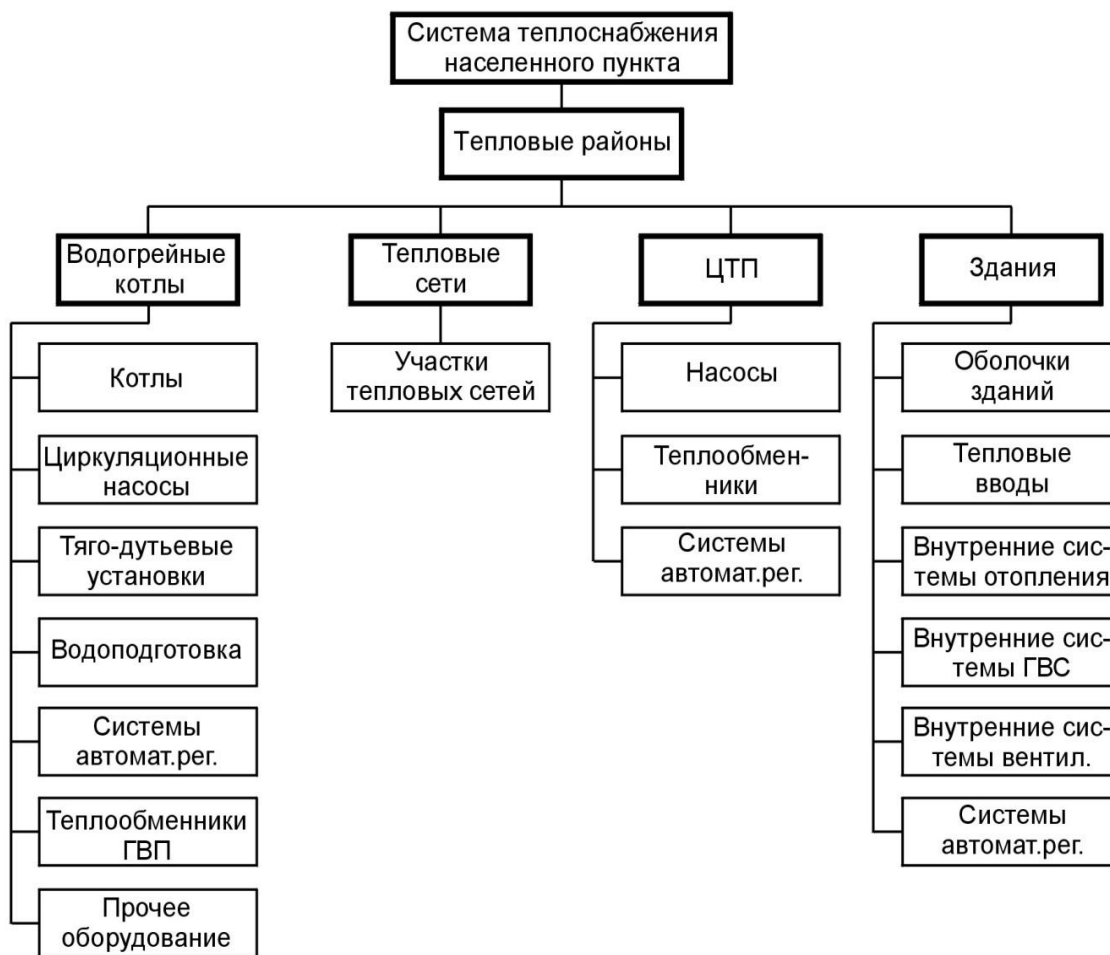 Система теплоснабжения
населенного пункта
Тепловые районы
Водогрейные
котлы
Тепловые
сети
ЦТП
Здания
Котлы
Циркуляционные
насосы
Тяго-дутьевые
установки
Водоподготовка
Системы
автомат.рег.
Теплообменники
ГВП
Прочее
оборудование
Участки
тепловых сетей
Насосы
Теплообмен-
ники
Системы
автомат.рег.
Оболочки
зданий
Тепловые
вводы
Внутренние сис-
темы отопления
Внутренние сис-
темы ГВС
Внутренние сис-
темы вентил.
Системы
автомат.рег.